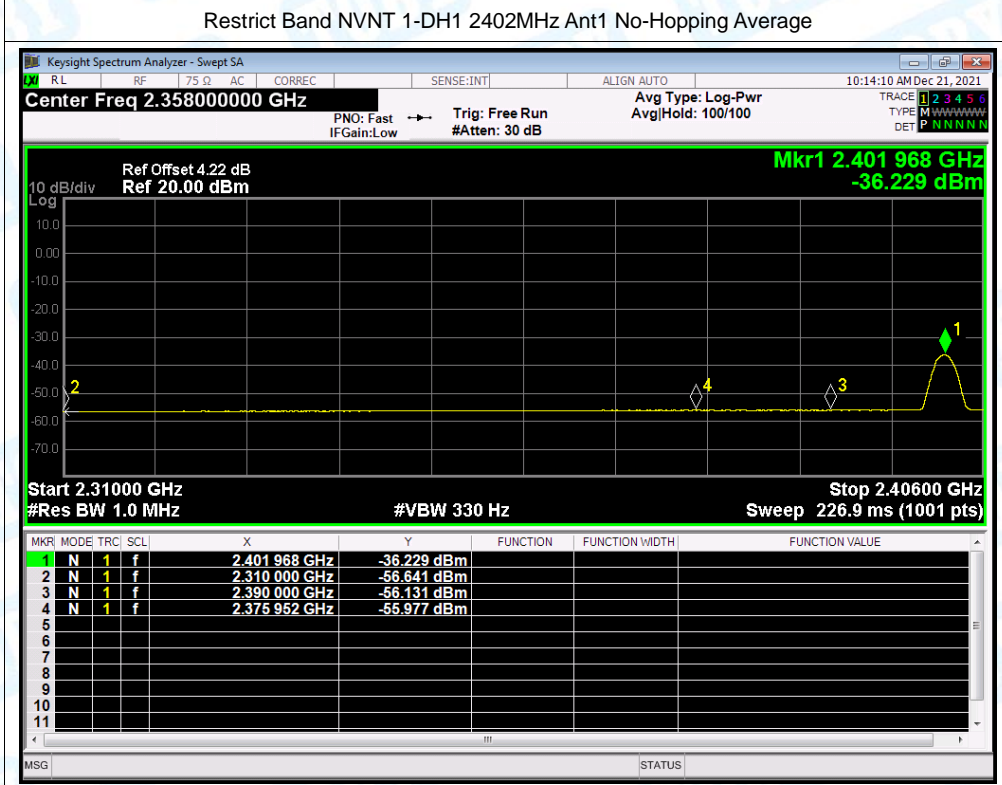 Restrict Band NVNT 1-DH1 2402MHz Ant1 No-Hopping Average
Keysight Spectrum Analyzer - Swept SA
LXI RL RF 75 Ω AC CORREC SENSE:INT ALIGN AUTO 10:14:10 AM Dec 21, 2021
Center Freq 2.358000000 GHz
PNO: Fast
IFGain:Low
Trig: Free Run
#Atten: 30 dB
Avg Type: Log-Pwr
Avg|Hold: 100/100
TRACE 1 2 3 4 5 6
TYPE M WWWWW
DET P N N N N N
Mkr1 2.401 968 GHz
-36.229 dBm
Ref Offset 4.22 dB
10 dB/div Ref 20.00 dBm
Log
10.0
0.00
-10.0
-20.0
-30.0
-40.0
-50.0
-60.0
-70.0
1
2
4
3
Start 2.31000 GHz Stop 2.40600 GHz
#Res BW 1.0 MHz #VBW 330 Hz Sweep 226.9 ms (1001 pts)
MKR MODE TRC SCL X Y FUNCTION FUNCTION WIDTH FUNCTION VALUE
1 N 1 f 2.401 968 GHz -36.229 dBm
2 N 1 f 2.310 000 GHz -56.641 dBm
3 N 1 f 2.390 000 GHz -56.131 dBm
4 N 1 f 2.375 952 GHz -55.977 dBm
5
6
7
8
9
10
11
MSG STATUS